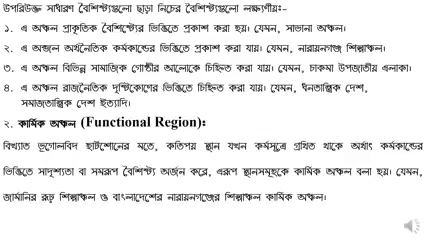 উপরিউক্ত সাধারণ বৈশিষ্ট্যগুলো ছাড়া নিচের বৈশিষ্ট্যগুলো লক্ষ্যণীয়ঃ-
১. এ অঞ্চল প্রাকৃতিক বৈশিষ্ট্যের ভিত্তিতে প্রকাশ করা হয়। যেমন, সাভানা অঞ্চল।
২. এ অঞ্চল অর্থনৈতিক কর্মকান্ডের ভিত্তিতে প্রকাশ করা যায়। যেমন, নারায়নগঞ্জ শিল্পাঞ্চল।
৩. এ অঞ্চল বিভিন্ন সামাজিক গোষ্ঠীর আলোকে চিহ্নিত করা যায়। যেমন, চাকমা উপজাতীয় এলাকা।
৪. এ অঞ্চল রাজনৈতিক দৃষ্টিকোণের ভিত্তিতে চিহ্নিত করা যায়। যেমন, ধনতান্ত্রিক দেশ,
সমাজতান্ত্রিক দেশ ইত্যাদি।
২. কার্মিক অঞ্চল (Functional Region)ঃ
বিখ্যাত ভূগোলবিদ হার্টশোনের মতে, কতিপয় স্থান যখন কর্মসূত্রে গ্রথিত থাকে অর্থাৎ কর্মকান্ডের
ভিত্তিতে সাদৃশ্যতা বা সমরূপ বৈশিষ্ট্য অর্জন করে, এরূপ স্থানসমূহকে কার্মিক অঞ্চল বলা হয়। যেমন,
জার্মানির রূঢ় শিল্পাঞ্চল ও বাংলাদেশের নারায়নগঞ্জের শিল্পাঞ্চল কার্মিক অঞ্চল।